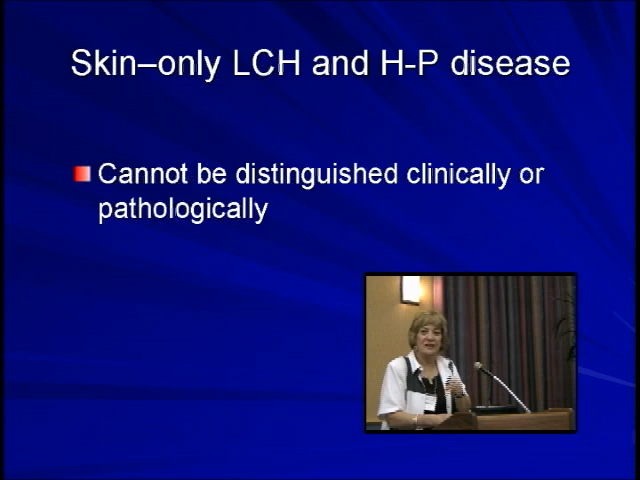 Skin–only LCH and H-P disease
Cannot be distinguished clinically or
pathologically